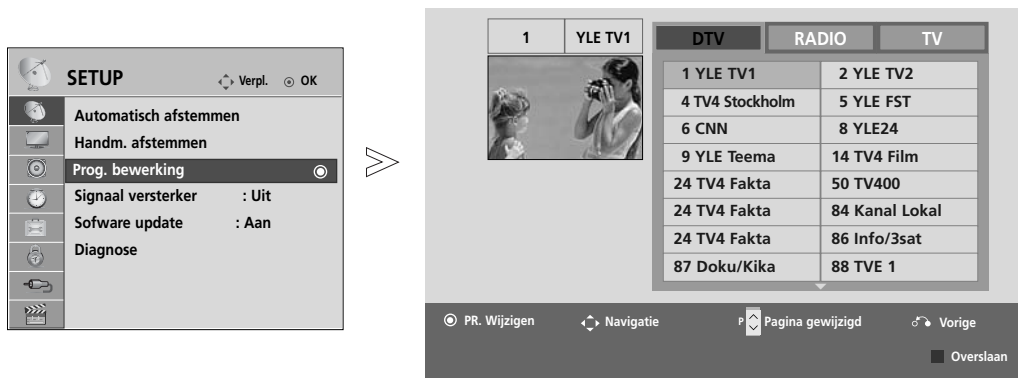 SETUP Verpl. OK
Automatisch afstemmen
Handm. afstemmen
Prog. bewerking
Signaal versterker : Uit
Sofware update : Aan
Diagnose
1 YLE TV1
DTV RADIO TV
1 YLE TV1 2 YLE TV2
4 TV4 Stockholm 5 YLE FST
6 CNN 8 YLE24
9 YLE Teema 14 TV4 Film
24 TV4 Fakta 50 TV400
24 TV4 Fakta 84 Kanal Lokal
24 TV4 Fakta 86 Info/3sat
87 Doku/Kika 88 TVE 1
PR. Wijzigen Navigatie P Pagina gewijzigd Vorige
Overslaan